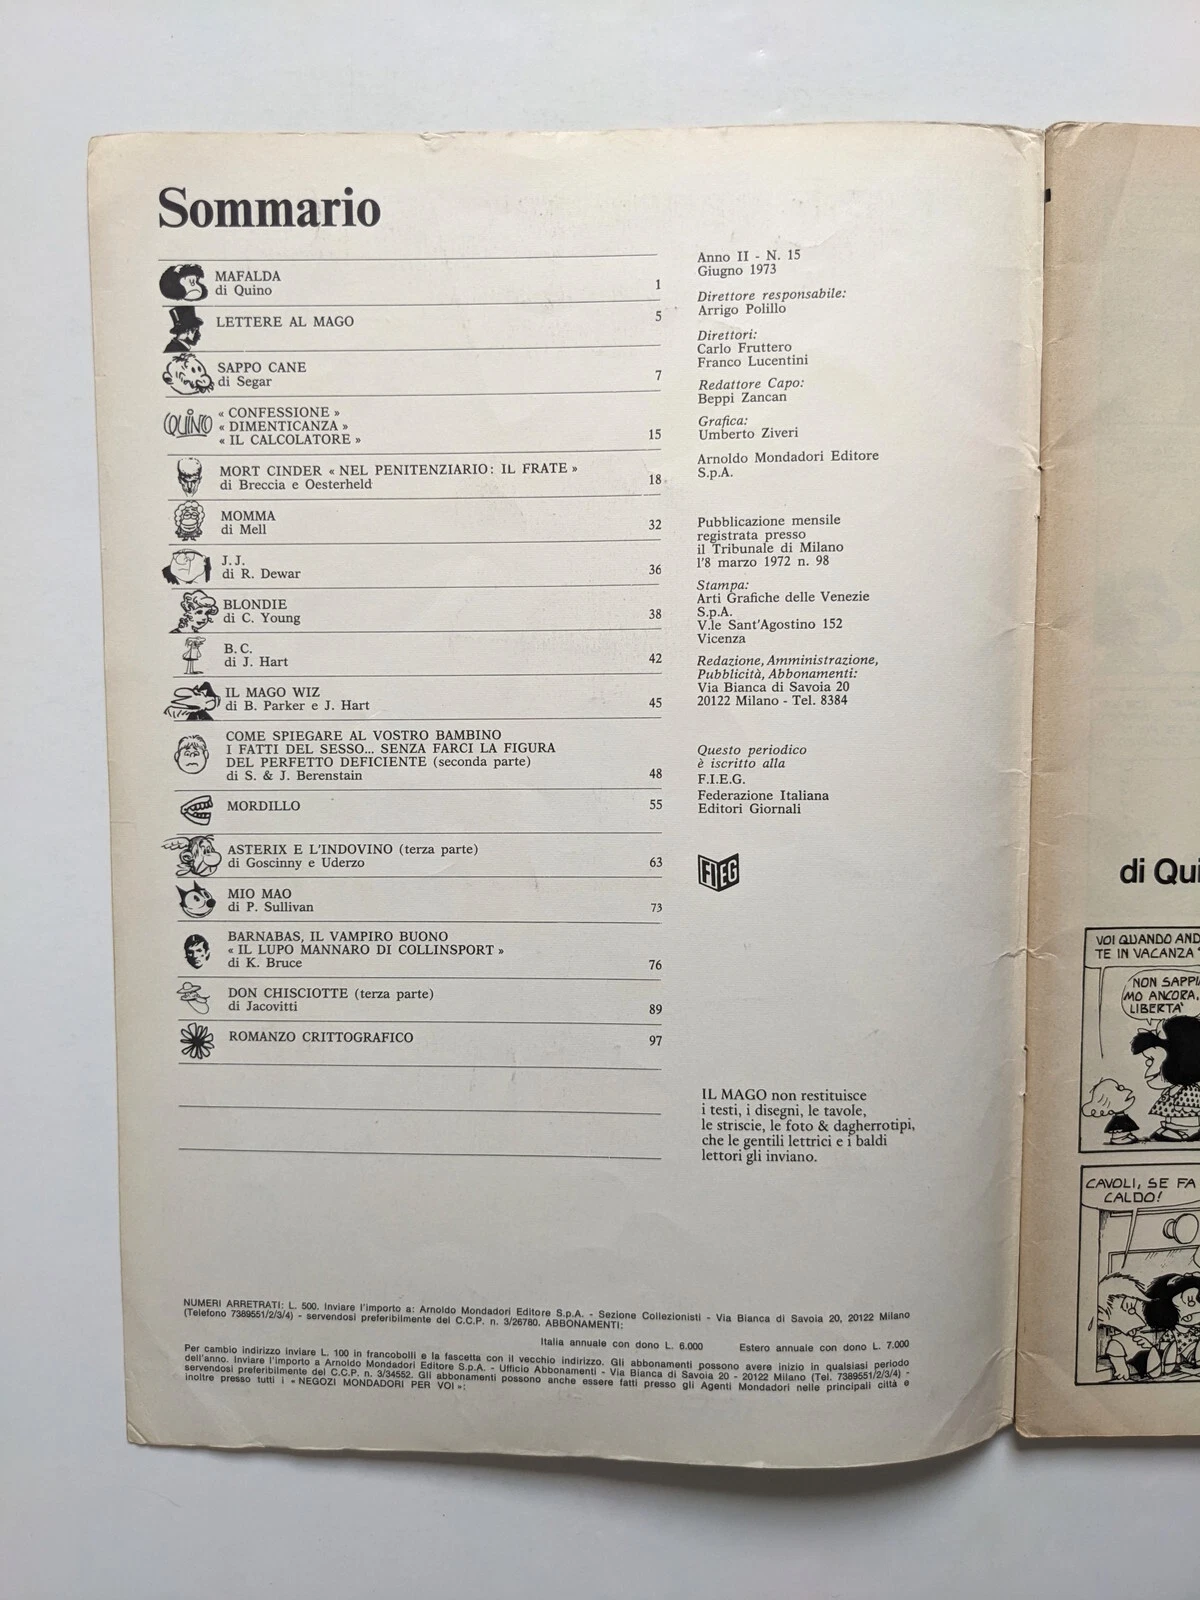 Sommario
MAFALDA
di Quino 1
LETTERE AL MAGO 5
SAPPO CANE
di Segar 7
QUINO
« CONFESSIONE »
« DIMENTICANZA »
« IL CALCOLATORE » 15
MORT CINDER « NEL PENITENZIARIO: IL FRATE »
di Breccia e Oesterheld 18
MOMMA
di Mell 32
J.J.
di R. Dewar 36
BLONDIE
di C. Young 38
B.C.
di J. Hart 42
IL MAGO WIZ
di B. Parker e J. Hart 45
COME SPIEGARE AL VOSTRO BAMBINO
I FATTI DEL SESSO... SENZA FARCI LA FIGURA
DEL PERFETTO DEFICIENTE (seconda parte)
di S. & J. Berenstain 48
MORDILLO 55
ASTERIX E L'INDOVINO (terza parte)
di Goscinny e Uderzo 63
MIO MAO
di P. Sullivan 73
BARNABAS, IL VAMPIRO BUONO
« IL LUPO MANNARO DI COLLINSPORT »
di K. Bruce 76
DON CHISCIOTTE (terza parte)
di Jacovitti 89
ROMANZO CRITTOGRAFICO 97
Anno II - N. 15
Giugno 1973
Direttore responsabile:
Arrigo Polillo
Direttori:
Carlo Fruttero
Franco Lucentini
Redattore Capo:
Beppi Zancan
Grafica:
Umberto Ziveri
Arnoldo Mondadori Editore
S.p.A.
Pubblicazione mensile
registrata presso
il Tribunale di Milano
l'8 marzo 1972 n. 98
Stampa:
Arti Grafiche delle Venezie
S.p.A.
V.le Sant'Agostino 152
Vicenza
Redazione, Amministrazione,
Pubblicità, Abbonamenti:
Via Bianca di Savoia 20
20122 Milano - Tel. 8384
Questo periodico
è iscritto alla
F.I.E.G.
Federazione Italiana
Editori Giornali
FIEG
IL MAGO non restituisce
i testi, i disegni, le tavole,
le striscie, le foto & dagherrotipi,
che le gentili lettrici e i baldi
lettori gli inviano.
NUMERI ARRETRATI: L. 500. Inviare l'importo a: Arnoldo Mondadori Editore S.p.A. - Sezione Collezionisti - Via Bianca di Savoia 20, 20122 Milano
(Telefono 7389551/2/3/4) - servendosi preferibilmente del C.C.P. n. 3/26780. ABBONAMENTI:
Italia annuale con dono L. 6.000 Estero annuale con dono L. 7.000
Per cambio indirizzo inviare L. 100 in francobolli e la fascetta con il vecchio indirizzo. Gli abbonamenti possono avere inizio in qualsiasi periodo
dell'anno. Inviare l'importo a Arnoldo Mondadori Editore S.p.A. - Ufficio Abbonamenti - Via Bianca di Savoia 20 - 20122 Milano (Tel. 7389551/2/3/4) -
servendosi preferibilmente del C.C.P. n. 3/34552. Gli abbonamenti possono anche essere fatti presso gli Agenti Mondadori nelle principali città e
inoltre presso tutti i « NEGOZI MONDADORI PER VOI »:
di Qui
VOI QUANDO AND
TE IN VACANZA
NON SAPPIA
MO ANCORA,
LIBERTA'
CAVOLI, SE FA
CALDO!